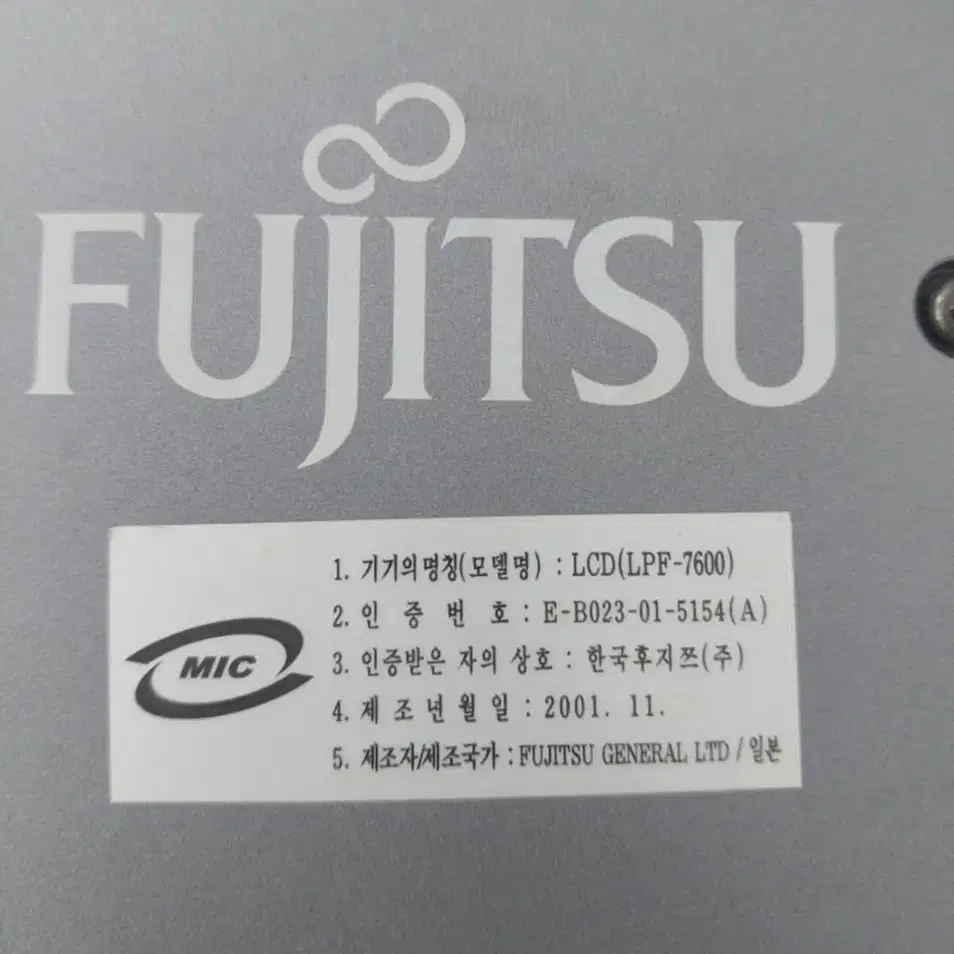 FUJITSU
MIC
1. 기기의명칭(모델명) : LCD(LPF-7600)
2. 인 증 번 호 : E-B023-01-5154(A)
3. 인증받은 자의 상호 : 한국후지쯔(주)
4. 제 조 년 월 일 : 2001. 11.
5. 제조자/제조국가 : FUJITSU GENERAL LTD / 일본